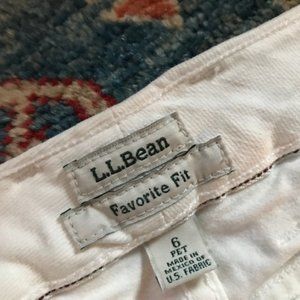 L.L.Bean
Favorite Fit
6
PET
MADE IN
MEXICO OF
U.S. FABRIC